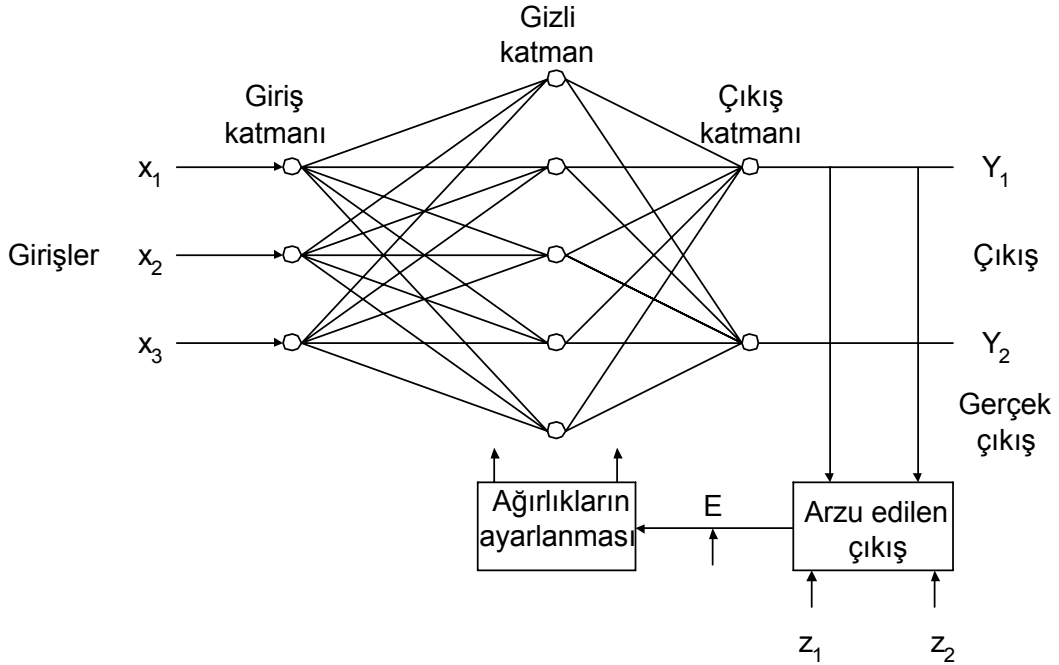 Gizli
katman
Giriş
katmanı
Çıkış
katmanı
x1
Y1
Girişler
x2
Çıkış
x3
Y2
Gerçek
çıkış
Ağırlıkların
ayarlanması
E
Arzu edilen
çıkış
z1
z2